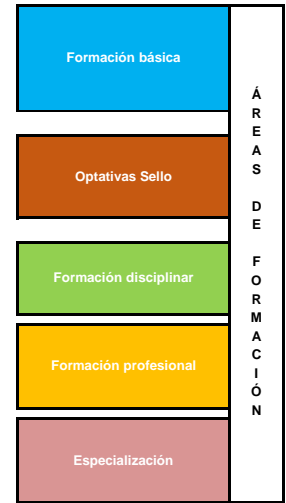 Formación básica
Optativas Sello
Formación disciplinar
Formación profesional
Especialización
ÁREAS DE FORMACIÓN